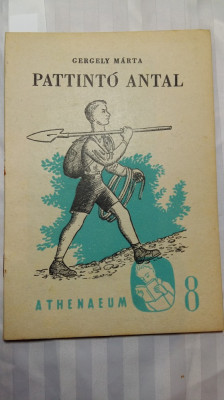 GERGELY MÁRTA
PATTINTÓ ANTAL
ATHENAEUM 8